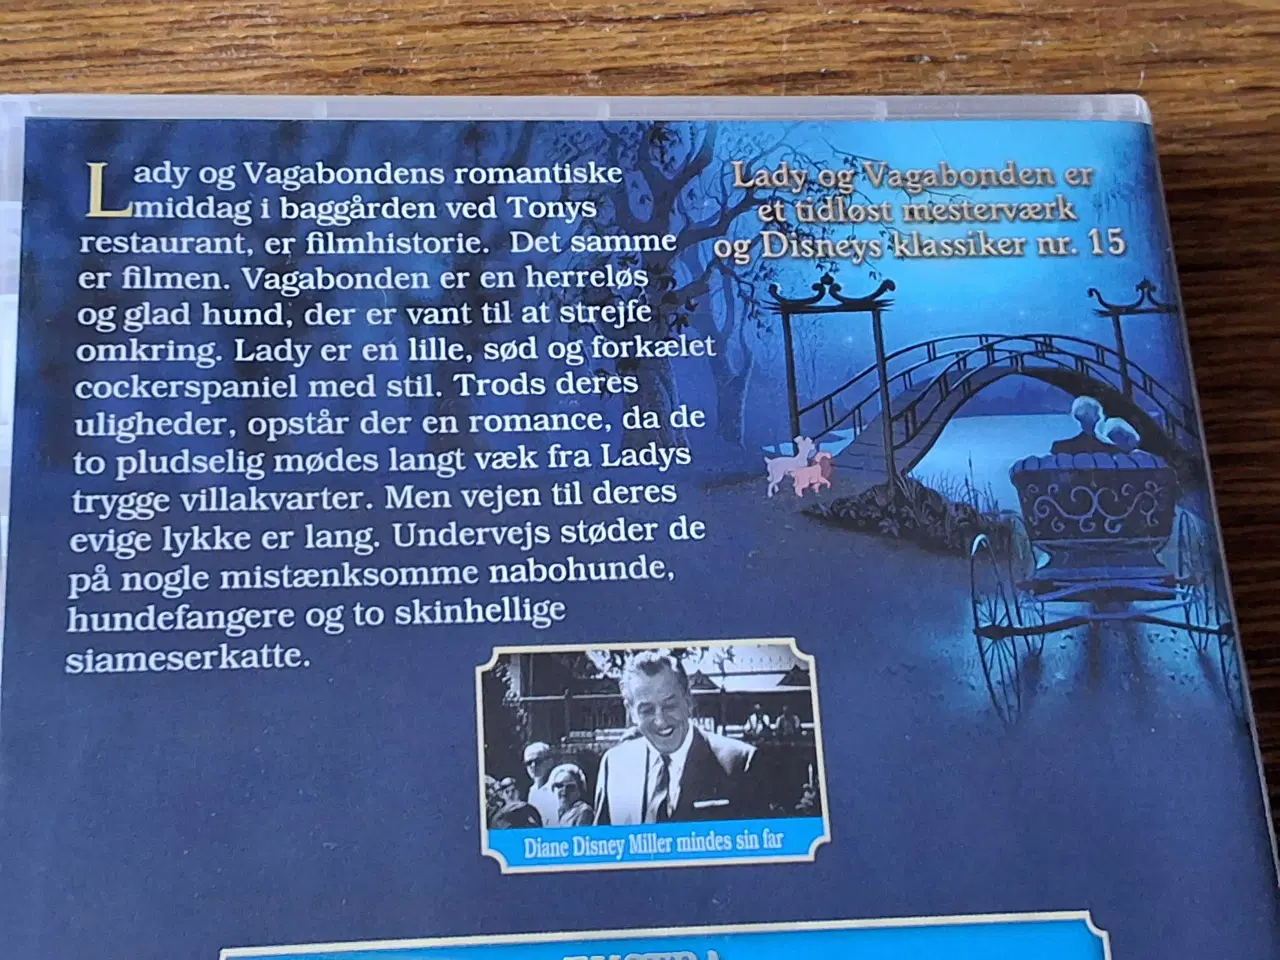 Lady og Vagabondens romantiske
middag i baggården ved Tonys
restaurant, er filmhistorie. Det samme
er filmen. Vagabonden er en herreløs
og glad hund, der er vant til at strejfe
omkring. Lady er en lille, sød og forkælet
cockerspaniel med stil. Trods deres
uligheder, opstår der en romance, da de
to pludselig mødes langt væk fra Ladys
trygge villakvarter. Men vejen til deres
evige lykke er lang. Undervejs støder de
på nogle mistænksomme nabohunde,
hundefangere og to skinhellige
siameserkatte.
Lady og Vagabonden er
et tidløst mesterværk
og Disneys klassiker nr. 15
Diane Disney Miller mindes sin far